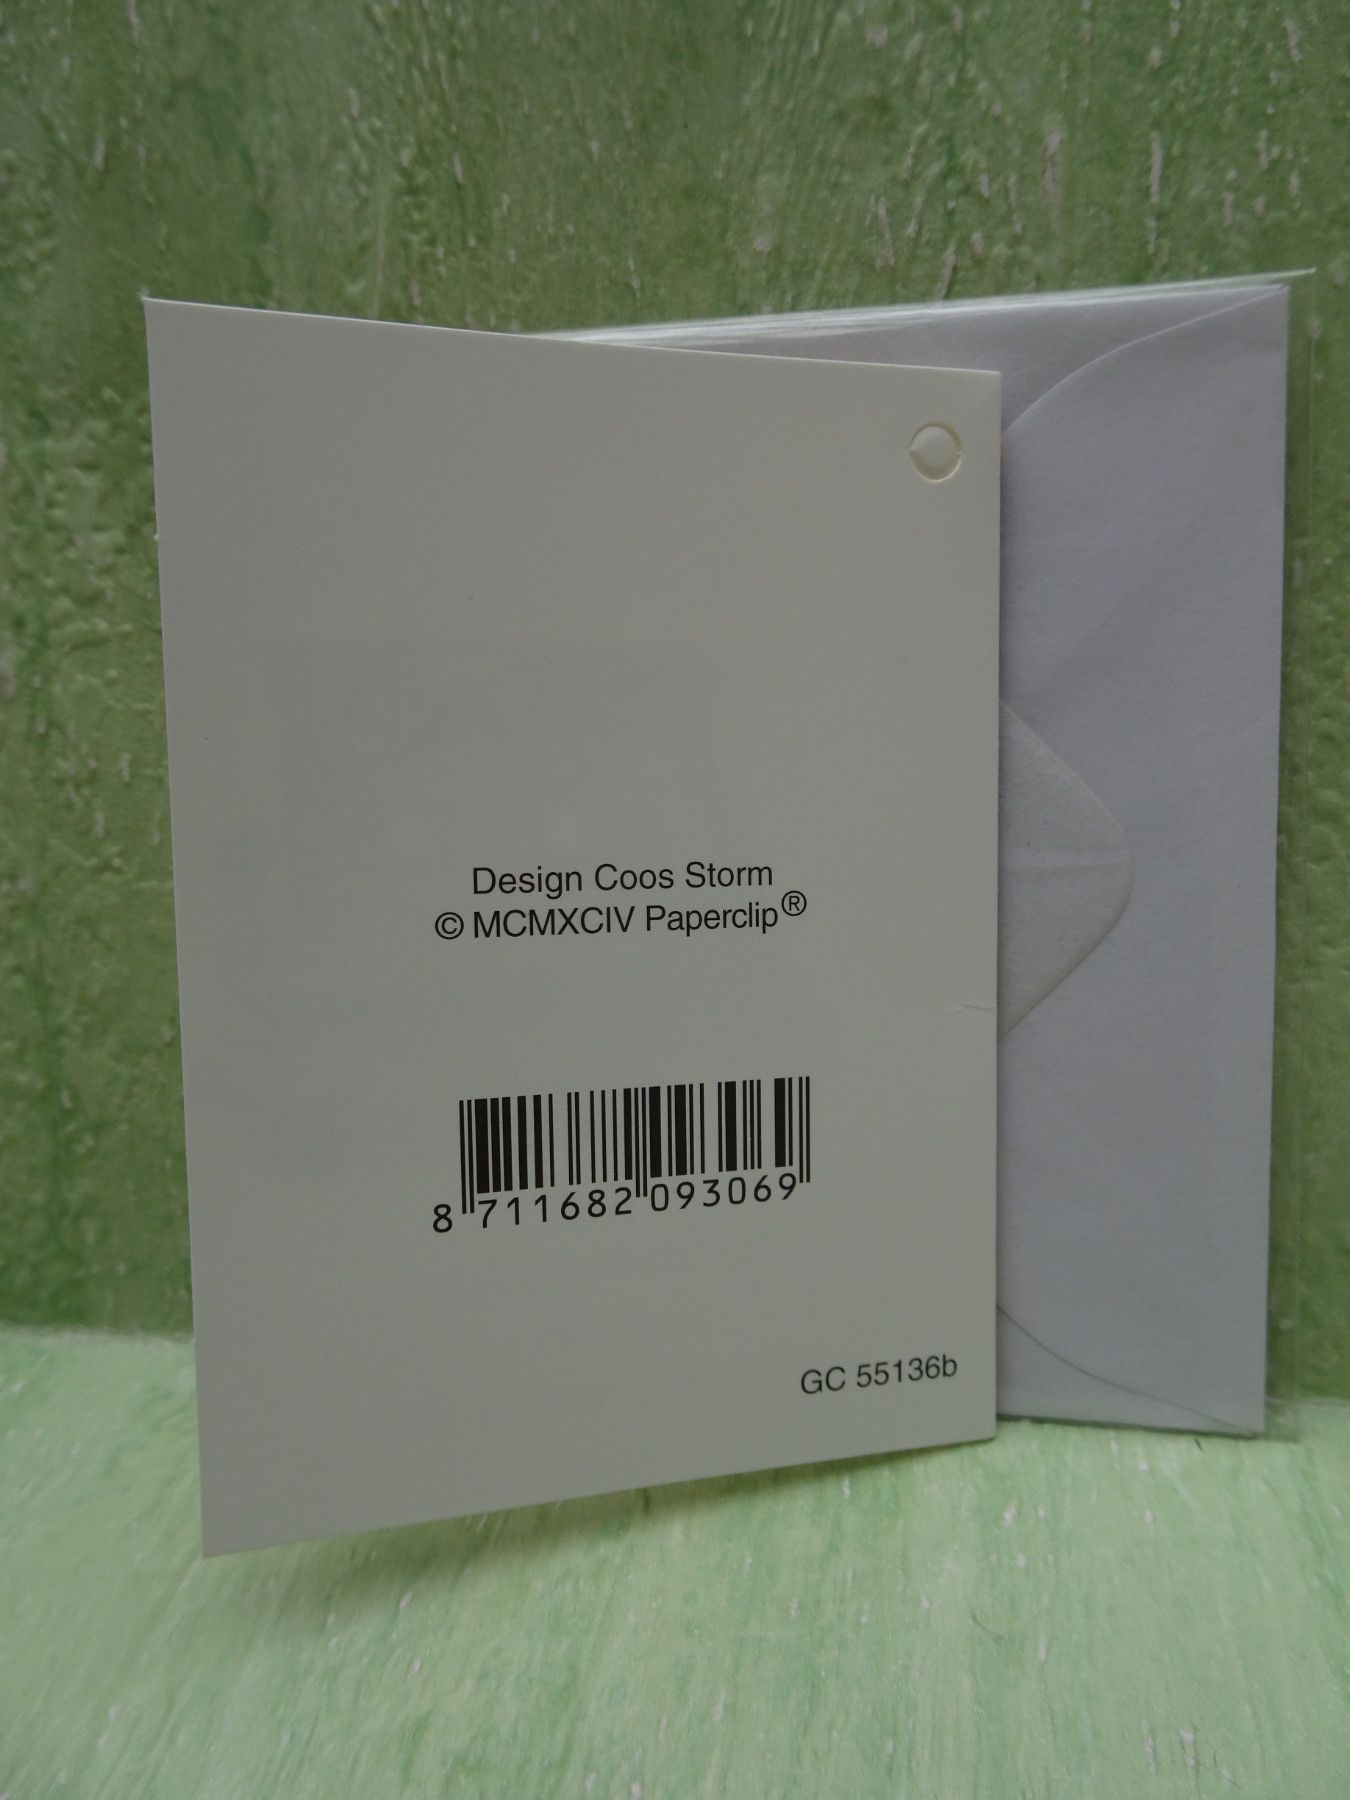 Design Coos Storm
© MCMXCIV Paperclip®
8 711682 093069
GC 55136b